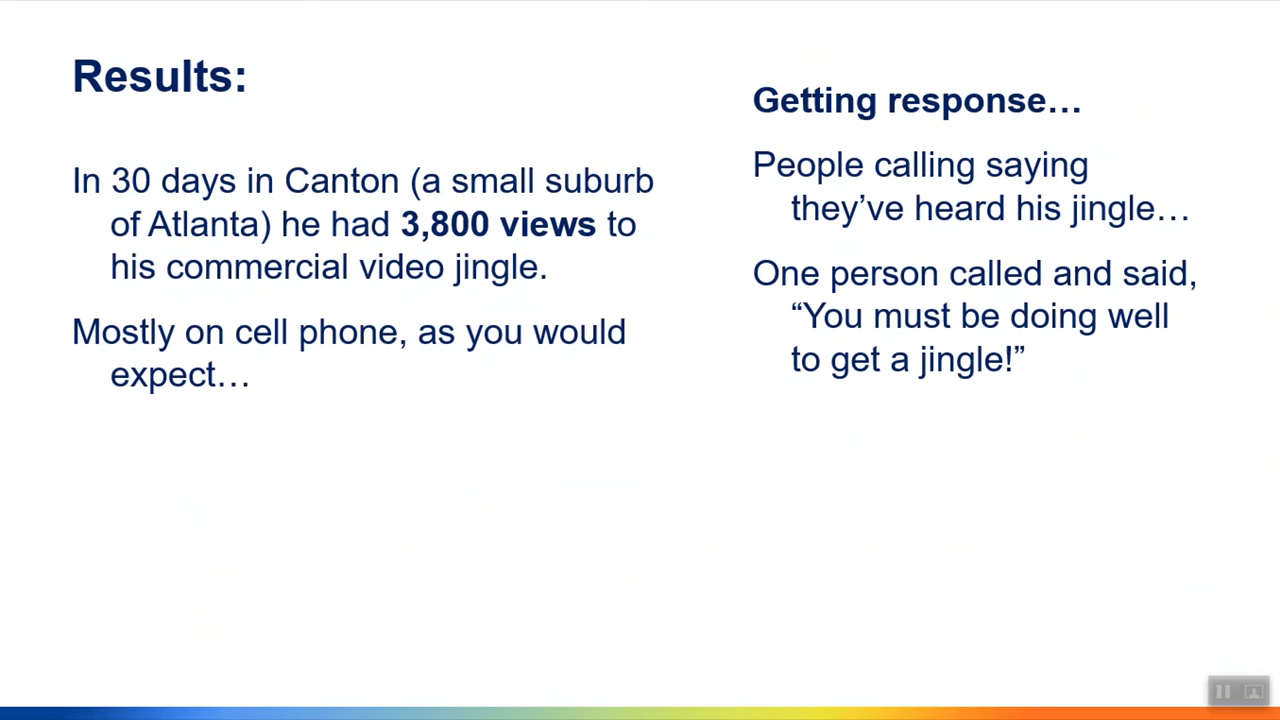 Results:
In 30 days in Canton (a small suburb
of Atlanta) he had 3,800 views to
his commercial video jingle.
Mostly on cell phone, as you would
expect…
Getting response…
People calling saying
they’ve heard his jingle…
One person called and said,
“You must be doing well
to get a jingle!”